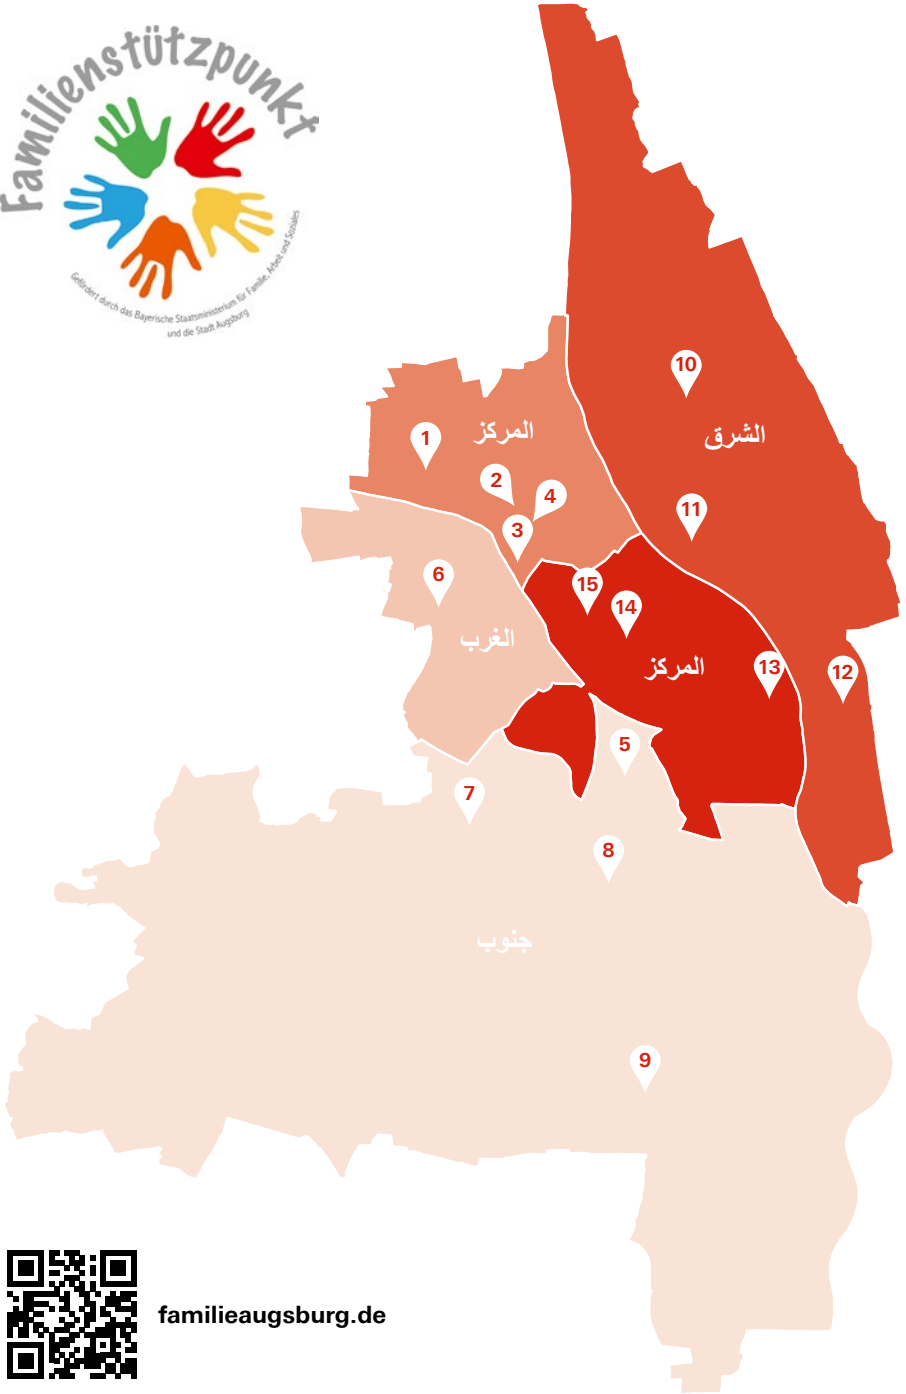 Familienstützpunkt
Gefördert durch das Bayerische Staatsministerium für Familie, Arbeit und Soziales
und die Stadt Augsburg
10
الشرق
المركز
1
2
4
11
3
6
15
14
الغرب
المركز
13
12
5
7
8
جنوب
9
familieaugsburg.de